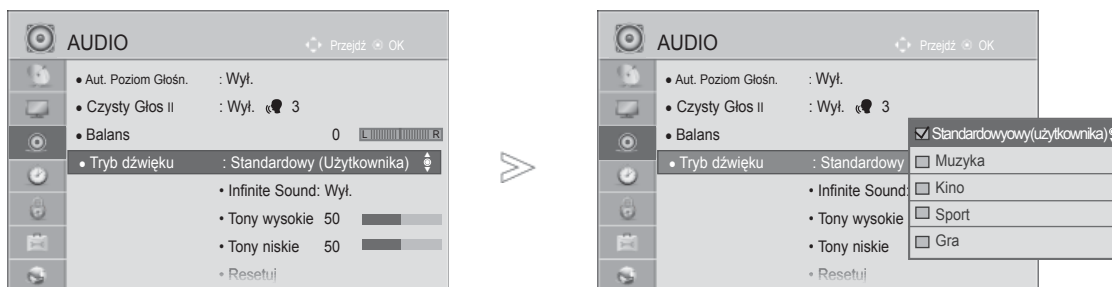 AUDIO
Przejdź OK
• Aut. Poziom Głośn. : Wył.
• Czysty Głos II : Wył. 3
• Balans 0 L R
• Tryb dźwięku : Standardowy (Użytkownika)
• Infinite Sound: Wył.
• Tony wysokie 50
• Tony niskie 50
• Resetuj
AUDIO
Przejdź OK
• Aut. Poziom Głośn. : Wył.
• Czysty Głos II : Wył. 3
• Balans
• Tryb dźwięku : Standardowy
• Infinite Sound:
• Tony wysokie
• Tony niskie
• Resetuj
Standardowyowy(użytkownika)
Muzyka
Kino
Sport
Gra